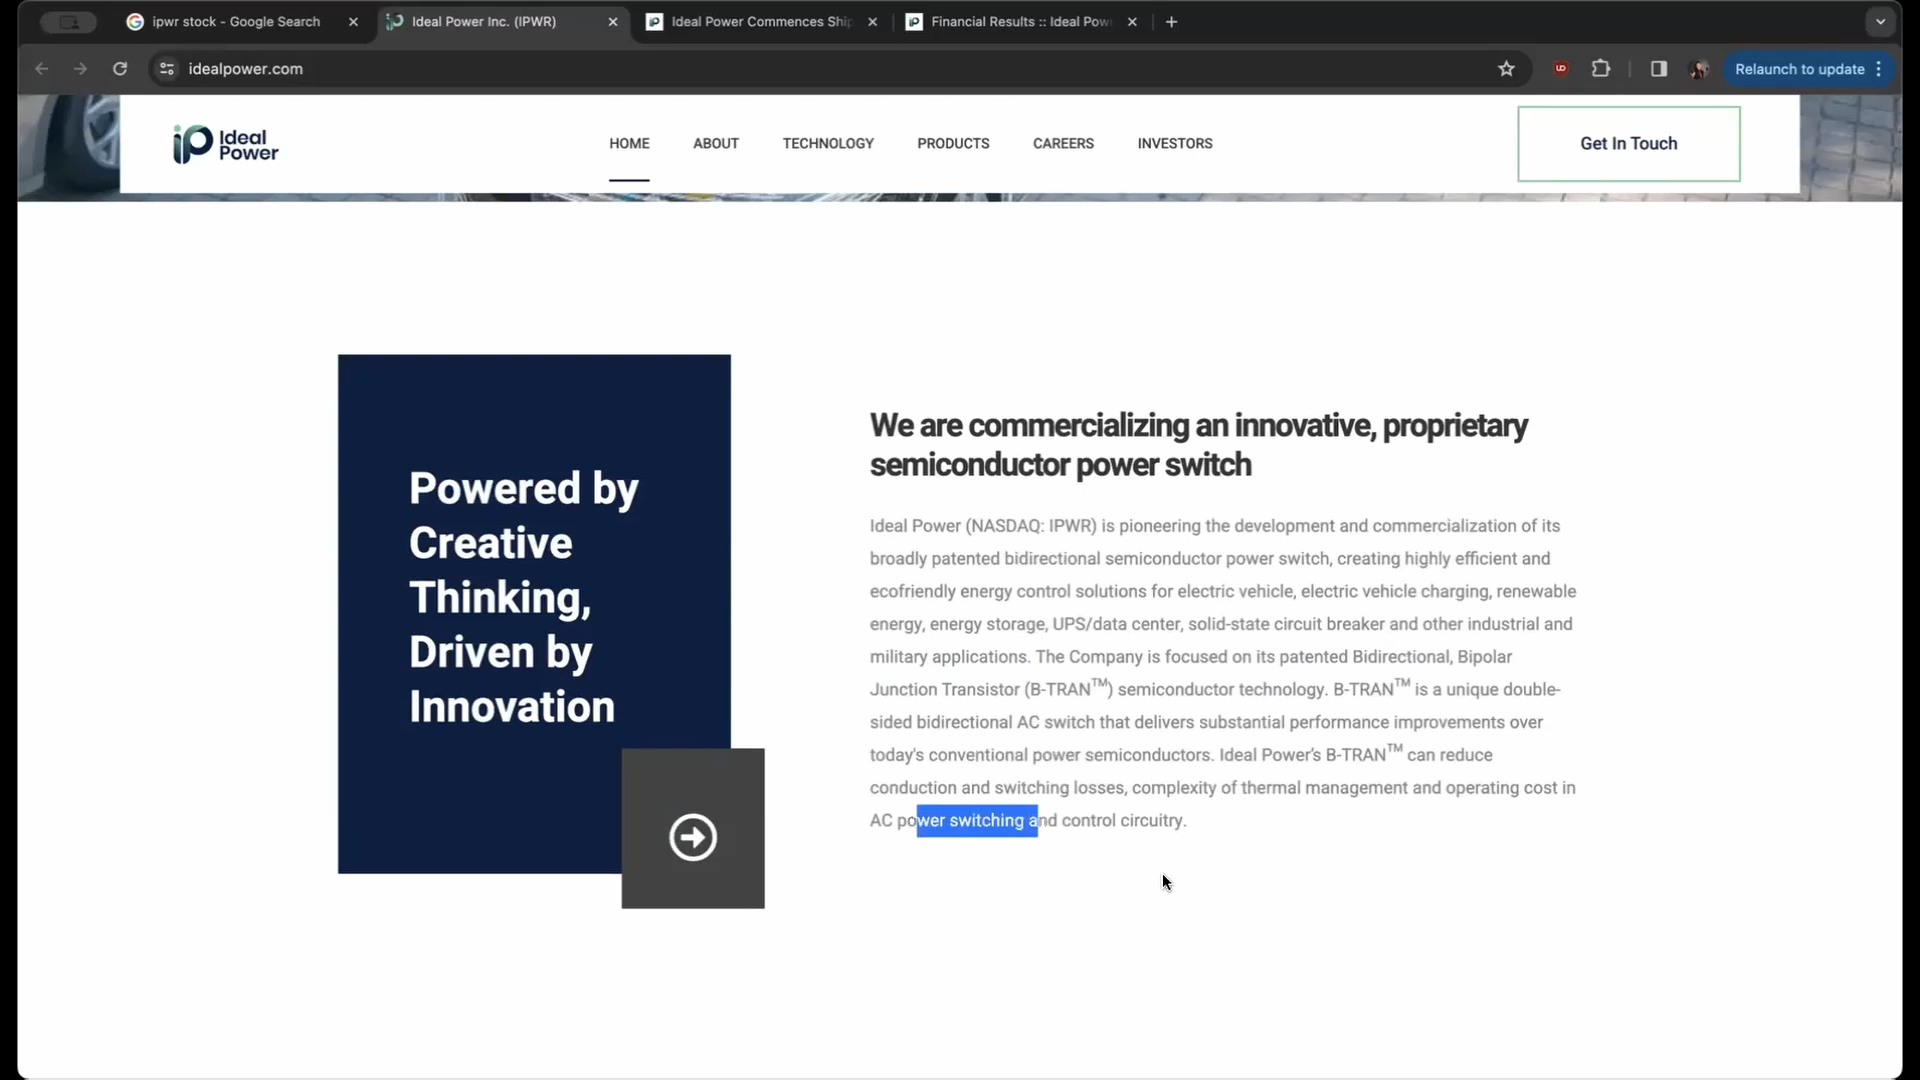 ipwr stock - Google Search
Ideal Power Inc. (IPWR)
Ideal Power Commences Ship
Financial Results :: Ideal Pow
idealpower.com
Relaunch to update
Ideal
Power
HOME
ABOUT
TECHNOLOGY
PRODUCTS
CAREERS
INVESTORS
Get In Touch
Powered by
Creative
Thinking,
Driven by
Innovation
We are commercializing an innovative, proprietary
semiconductor power switch
Ideal Power (NASDAQ: IPWR) is pioneering the development and commercialization of its
broadly patented bidirectional semiconductor power switch, creating highly efficient and
ecofriendly energy control solutions for electric vehicle, electric vehicle charging, renewable
energy, energy storage, UPS/data center, solid-state circuit breaker and other industrial and
military applications. The Company is focused on its patented Bidirectional, Bipolar
Junction Transistor (B-TRAN™) semiconductor technology. B-TRAN™ is a unique double-
sided bidirectional AC switch that delivers substantial performance improvements over
today's conventional power semiconductors. Ideal Power's B-TRAN™ can reduce
conduction and switching losses, complexity of thermal management and operating cost in
AC power switching and control circuitry.